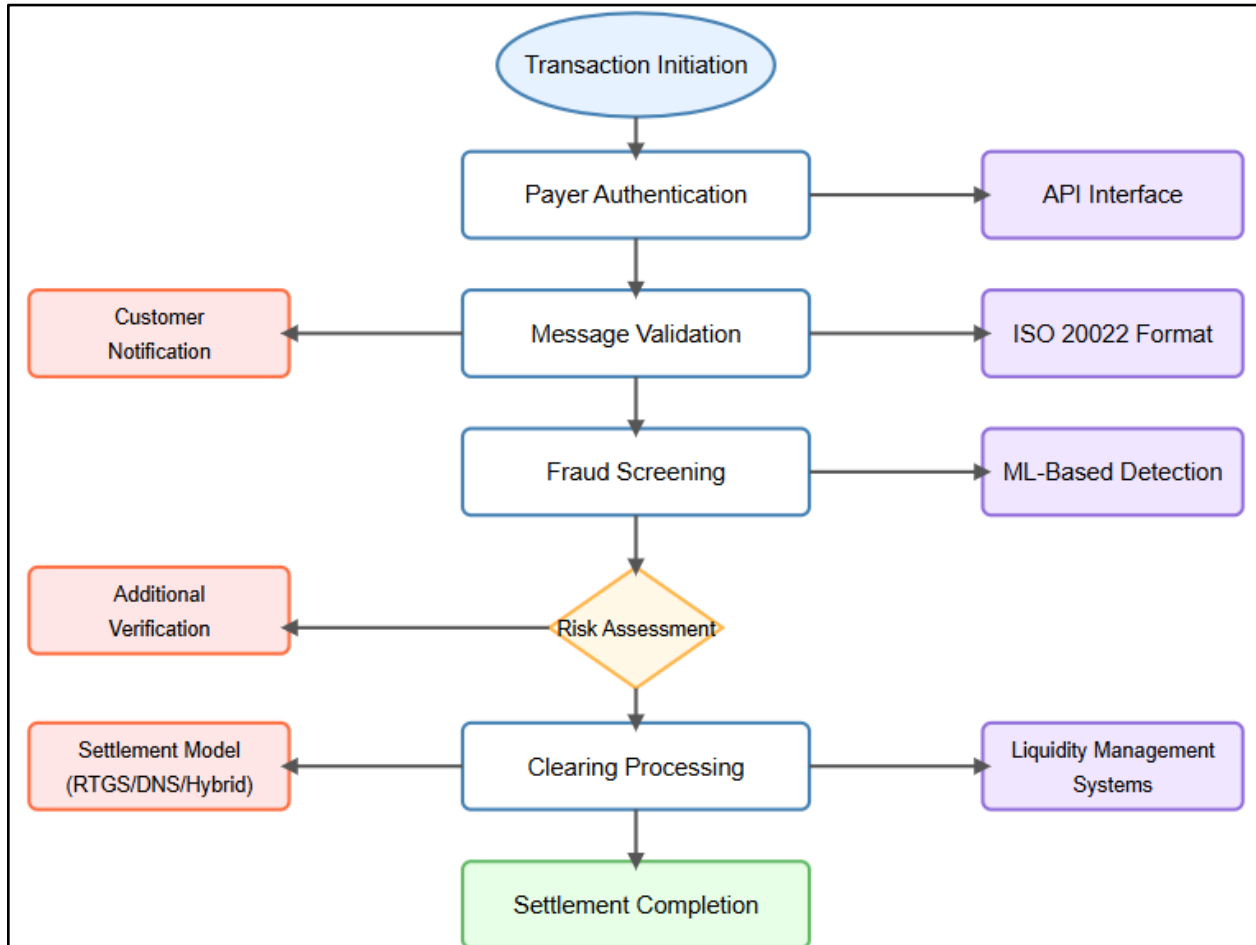 Transaction Initiation
Payer Authentication
API Interface
Customer
Notification
Message Validation
ISO 20022 Format
Fraud Screening
ML-Based Detection
Additional
Verification
Risk Assessment
Settlement Model
(RTGS/DNS/Hybrid)
Clearing Processing
Liquidity Management
Systems
Settlement Completion